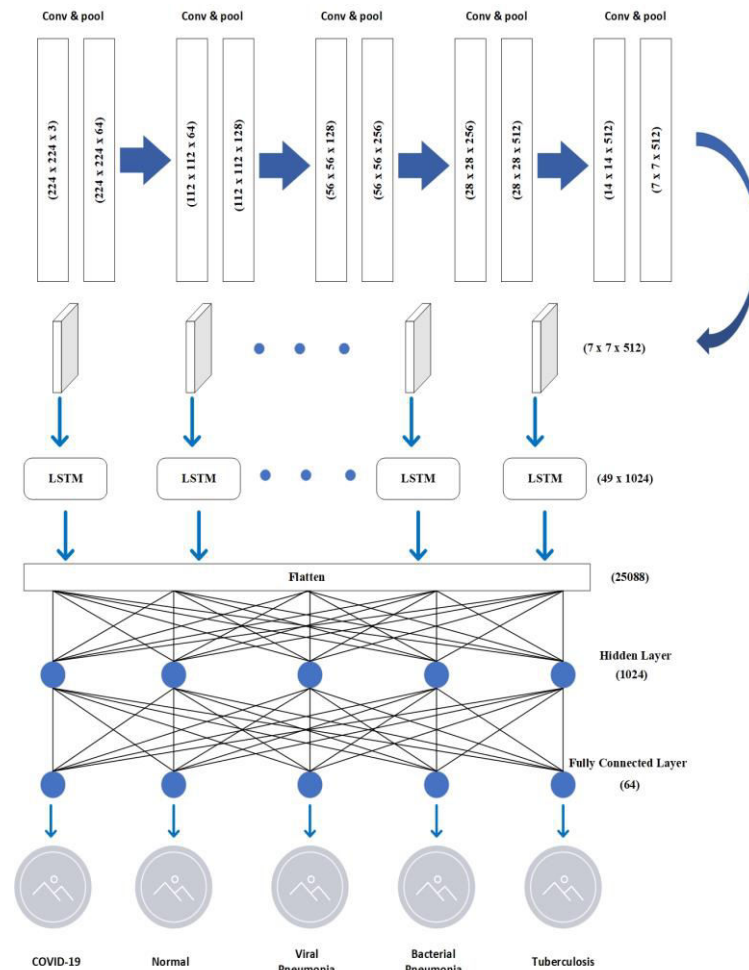 Conv & pool Conv & pool Conv & pool Conv & pool Conv & pool
(224 x 224 x 3) (224 x 224 x 64) (112 x 112 x 64) (112 x 112 x 128) (56 x 56 x 128) (56 x 56 x 256) (28 x 28 x 256) (28 x 28 x 512) (14 x 14 x 512) (7 x 7 x 512)
(7 x 7 x 512)
LSTM LSTM LSTM LSTM (49 x 1024)
Flatten (25088)
Hidden Layer
(1024)
Fully Connected Layer
(64)
COVID-19 Normal Viral Bacterial Tuberculosis
Pneumonia Pneumonia